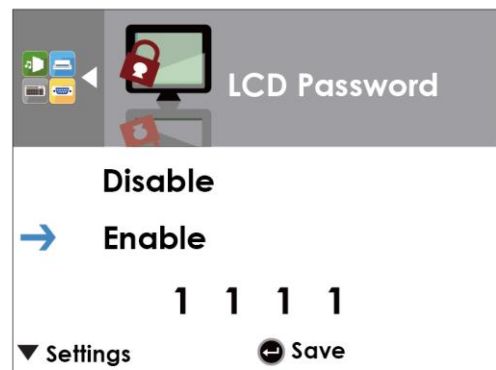 LCD Password
Disable
Enable
1 1 1 1
Settings
Save